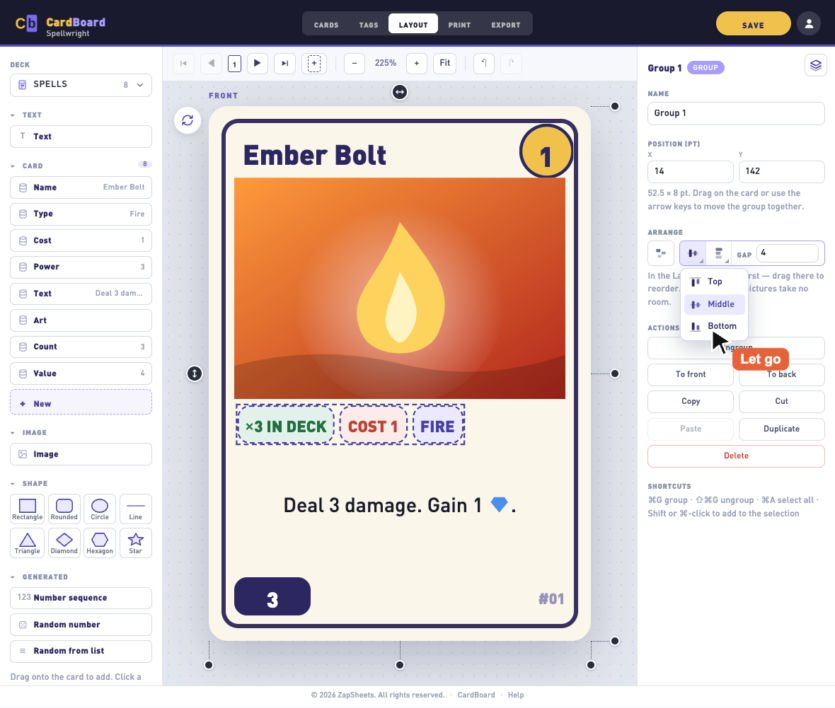 Cb CardBoard
Spellwright
CARDS TAGS LAYOUT PRINT EXPORT
SAVE
DECK
SPELLS 8
TEXT
T Text
CARD 8
Name Ember Bolt
Type Fire
Cost 1
Power 3
Text Deal 3 dam...
Art
Count 3
Value 4
+ New
IMAGE
Image
SHAPE
Rectangle Rounded Circle Line
Triangle Diamond Hexagon Star
GENERATED
123 Number sequence
Random number
Random from list
Drag onto the card to add. Click a
1
− 225% + Fit
FRONT
Ember Bolt 1
×3 IN DECK COST 1 FIRE
Deal 3 damage. Gain 1 .
3 #01
Group 1 GROUP
NAME
Group 1
POSITION (PT)
X Y
14 142
52.5 × 8 pt. Drag on the card or use the
arrow keys to move the group together.
ARRANGE
GAP 4
Top
Middle
Bottom
In the La rst — drag there to
reorder. ictures take no
room.
ACTIONS
Let go
To front To back
Copy Cut
Paste Duplicate
Delete
SHORTCUTS
⌘G group · ⇧⌘G ungroup · ⌘A select all ·
Shift or ⌘-click to add to the selection
© 2026 ZapSheets. All rights reserved. · CardBoard · Help